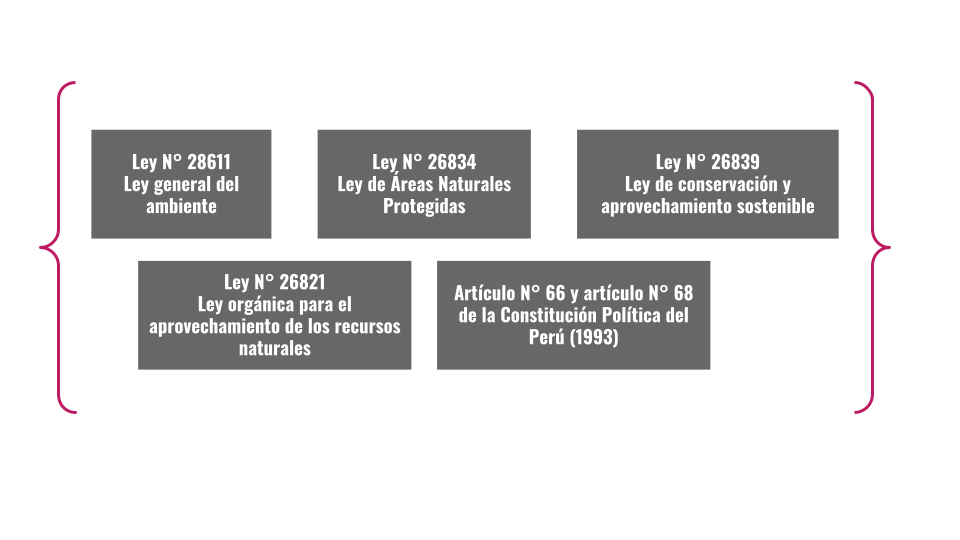 Ley N° 28611
Ley general del
ambiente
Ley N° 26834
Ley de Áreas Naturales
Protegidas
Ley N° 26839
Ley de conservación y
aprovechamiento sostenible
Ley N° 26821
Ley orgánica para el
aprovechamiento de los recursos
naturales
Artículo N° 66 y artículo N° 68
de la Constitución Política del
Perú (1993)